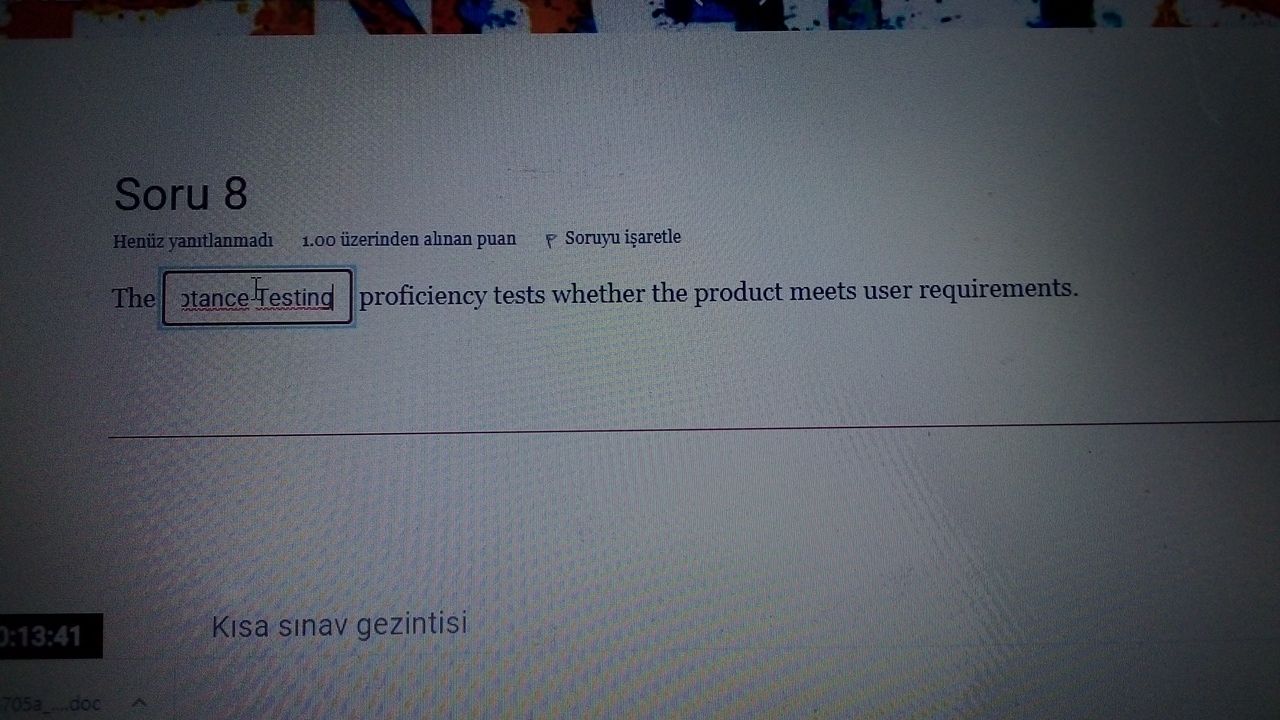 Soru 8
Henüz yanıtlanmadı 1.00 üzerinden alınan puan Soruyu işaretle
The ptance Testing proficiency tests whether the product meets user requirements.
Kısa sınav gezintisi
0:13:41
705a_....doc